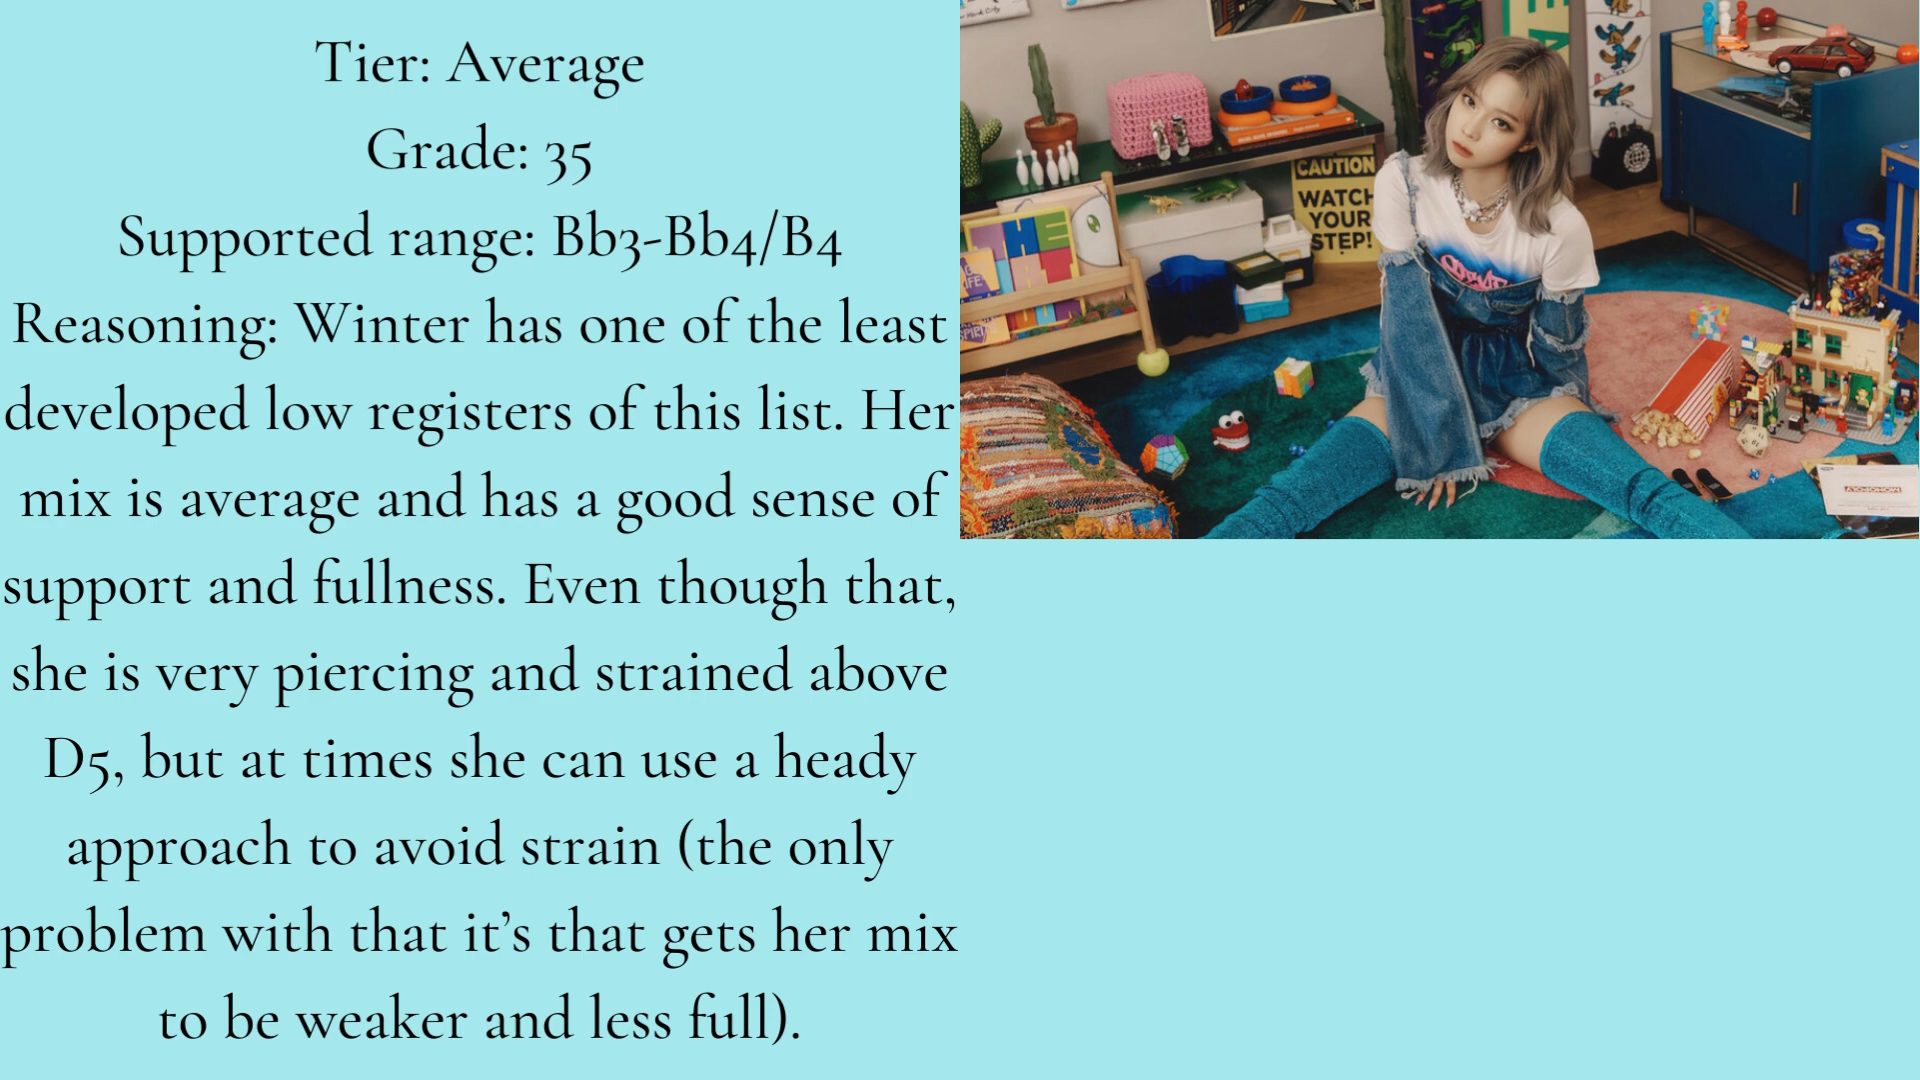 Tier: Average
Grade: 35
Supported range: Bb3-Bb4/B4
Reasoning: Winter has one of the least
developed low registers of this list. Her
mix is average and has a good sense of
support and fullness. Even though that,
she is very piercing and strained above
D5, but at times she can use a heady
approach to avoid strain (the only
problem with that it’s that gets her mix
to be weaker and less full).
CAUTION
WATCH
YOUR
STEP!
MONOPOLY